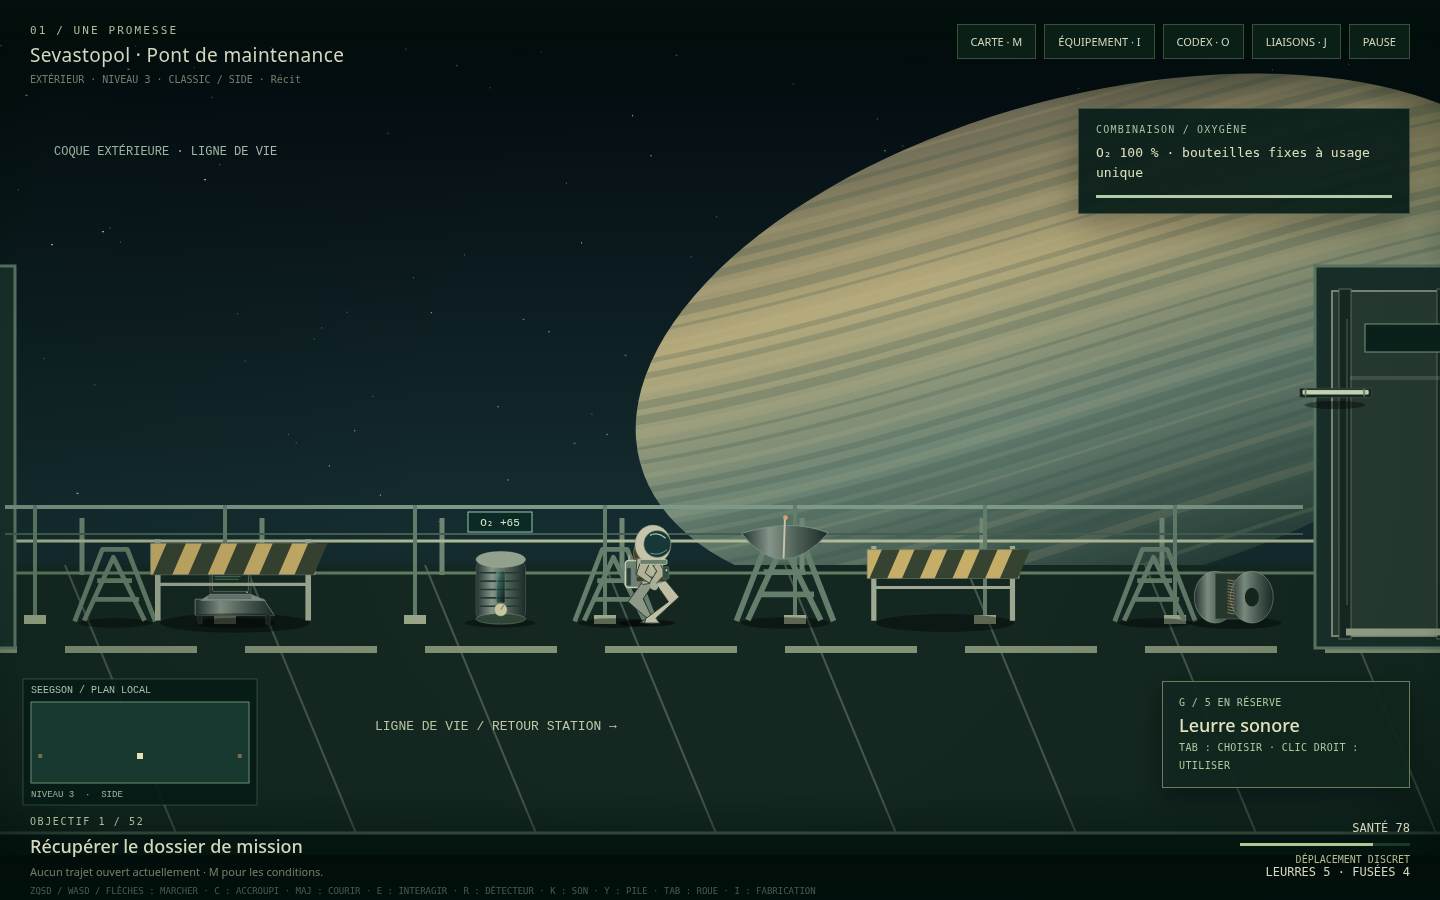 01 / UNE PROMESSE
Sevastopol · Pont de maintenance
EXTÉRIEUR · NIVEAU 3 · CLASSIC / SIDE · Récit
CARTE · M
ÉQUIPEMENT · I
CODEX · O
LIAISONS · J
PAUSE
COQUE EXTÉRIEURE · LIGNE DE VIE
COMBINAISON / OXYGÈNE
O₂ 100 % · bouteilles fixes à usage
unique
O₂ +65
SEEGSON / PLAN LOCAL
NIVEAU 3 · SIDE
LIGNE DE VIE / RETOUR STATION →
G / 5 EN RÉSERVE
Leurre sonore
TAB : CHOISIR · CLIC DROIT :
UTILISER
OBJECTIF 1 / 52
Récupérer le dossier de mission
Aucun trajet ouvert actuellement · M pour les conditions.
ZQSD / WASD / FLÈCHES : MARCHER · C : ACCROUPI · MAJ : COURIR · E : INTERAGIR · R : DÉTECTEUR · K : SON · Y : PILE · TAB : ROUE · I : FABRICATION
SANTÉ 78
DÉPLACEMENT DISCRET
LEURRES 5 · FUSÉES 4